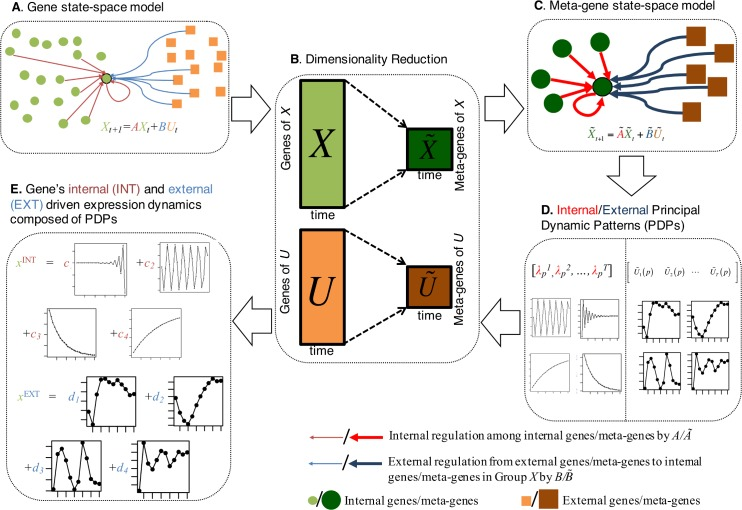 A. Gene state-space model
X_{t+1}=AX_t+BU_t
B. Dimensionality Reduction
Genes of X
X
time
X̃
time
Meta-genes of X
Genes of U
U
time
Ũ
time
Meta-genes of U
C. Meta-gene state-space model
X̃_{t+1} = ÃX̃_t + B̃Ũ_t
D. Internal/External Principal
Dynamic Patterns (PDPs)
[λ_p^1, λ_p^2, ..., λ_p^T]
[Ũ_1(p) Ũ_2(p) ⋯ Ũ_T(p)]
E. Gene's internal (INT) and external
(EXT) driven expression dynamics
composed of PDPs
x^INT = c +c_2
+c_3 +c_4
x^EXT = d_1 +d_2
+d_3 +d_4
Internal regulation among internal genes/meta-genes by A/Ã
External regulation from external genes/meta-genes to internal
genes/meta-genes in Group X by B/B̃
Internal genes/meta-genes
External genes/meta-genes